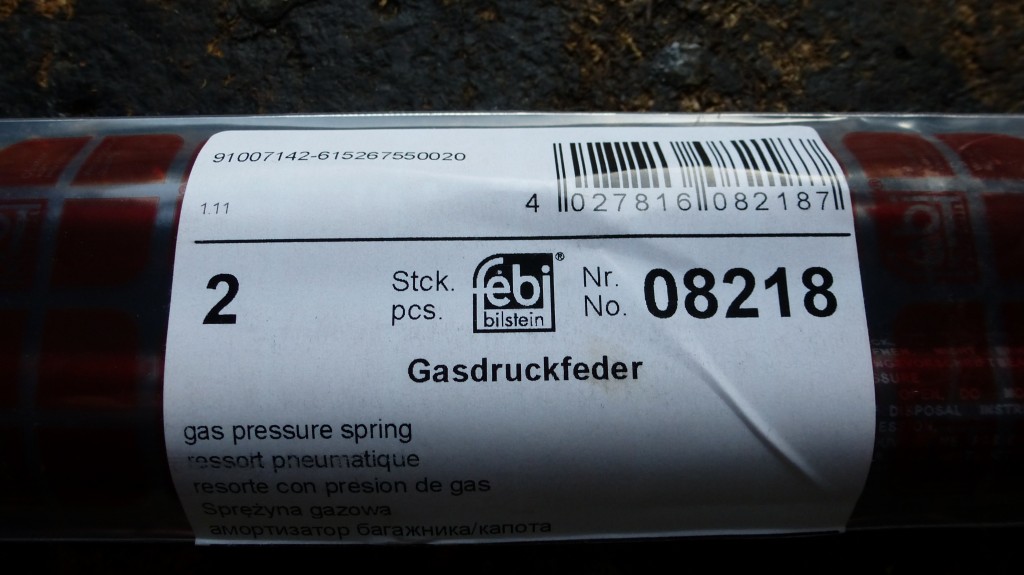 91007142-615267550020
1.11
4 027816 082187
2 Stck. pcs. febi bilstein ® Nr. No. 08218
Gasdruckfeder
gas pressure spring
ressort pneumatique
resorte con presion de gas
Sprężyna gazowa
амортизатор багажника/капота
DISPOSAL